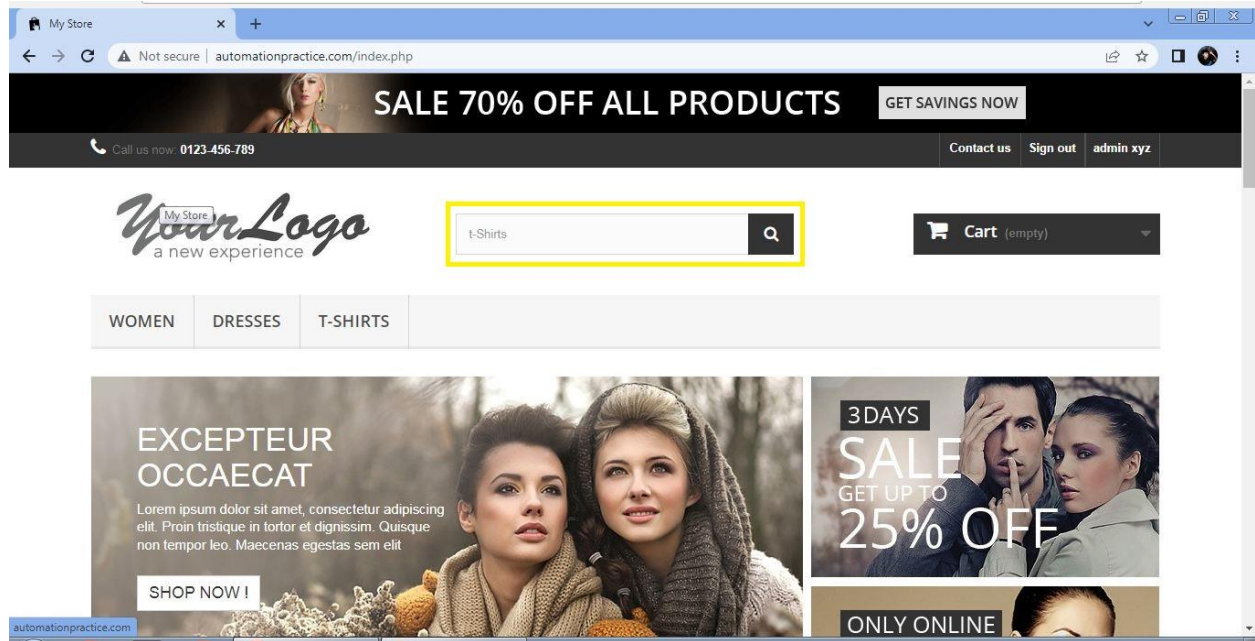 My Store
Not secure | automationpractice.com/index.php
SALE 70% OFF ALL PRODUCTS GET SAVINGS NOW
Call us now: 0123-456-789 Contact us Sign out admin xyz
YourLogo
My Store
a new experience
t-Shirts
Cart (empty)
WOMEN DRESSES T-SHIRTS
EXCEPTEUR
OCCAECAT
Lorem ipsum dolor sit amet, consectetur adipiscing
elit. Proin tristique in tortor et dignissim. Quisque
non tempor leo. Maecenas egestas sem elit
SHOP NOW !
3 DAYS
SALE
GET UP TO
25% OFF
ONLY ONLINE
automationpractice.com